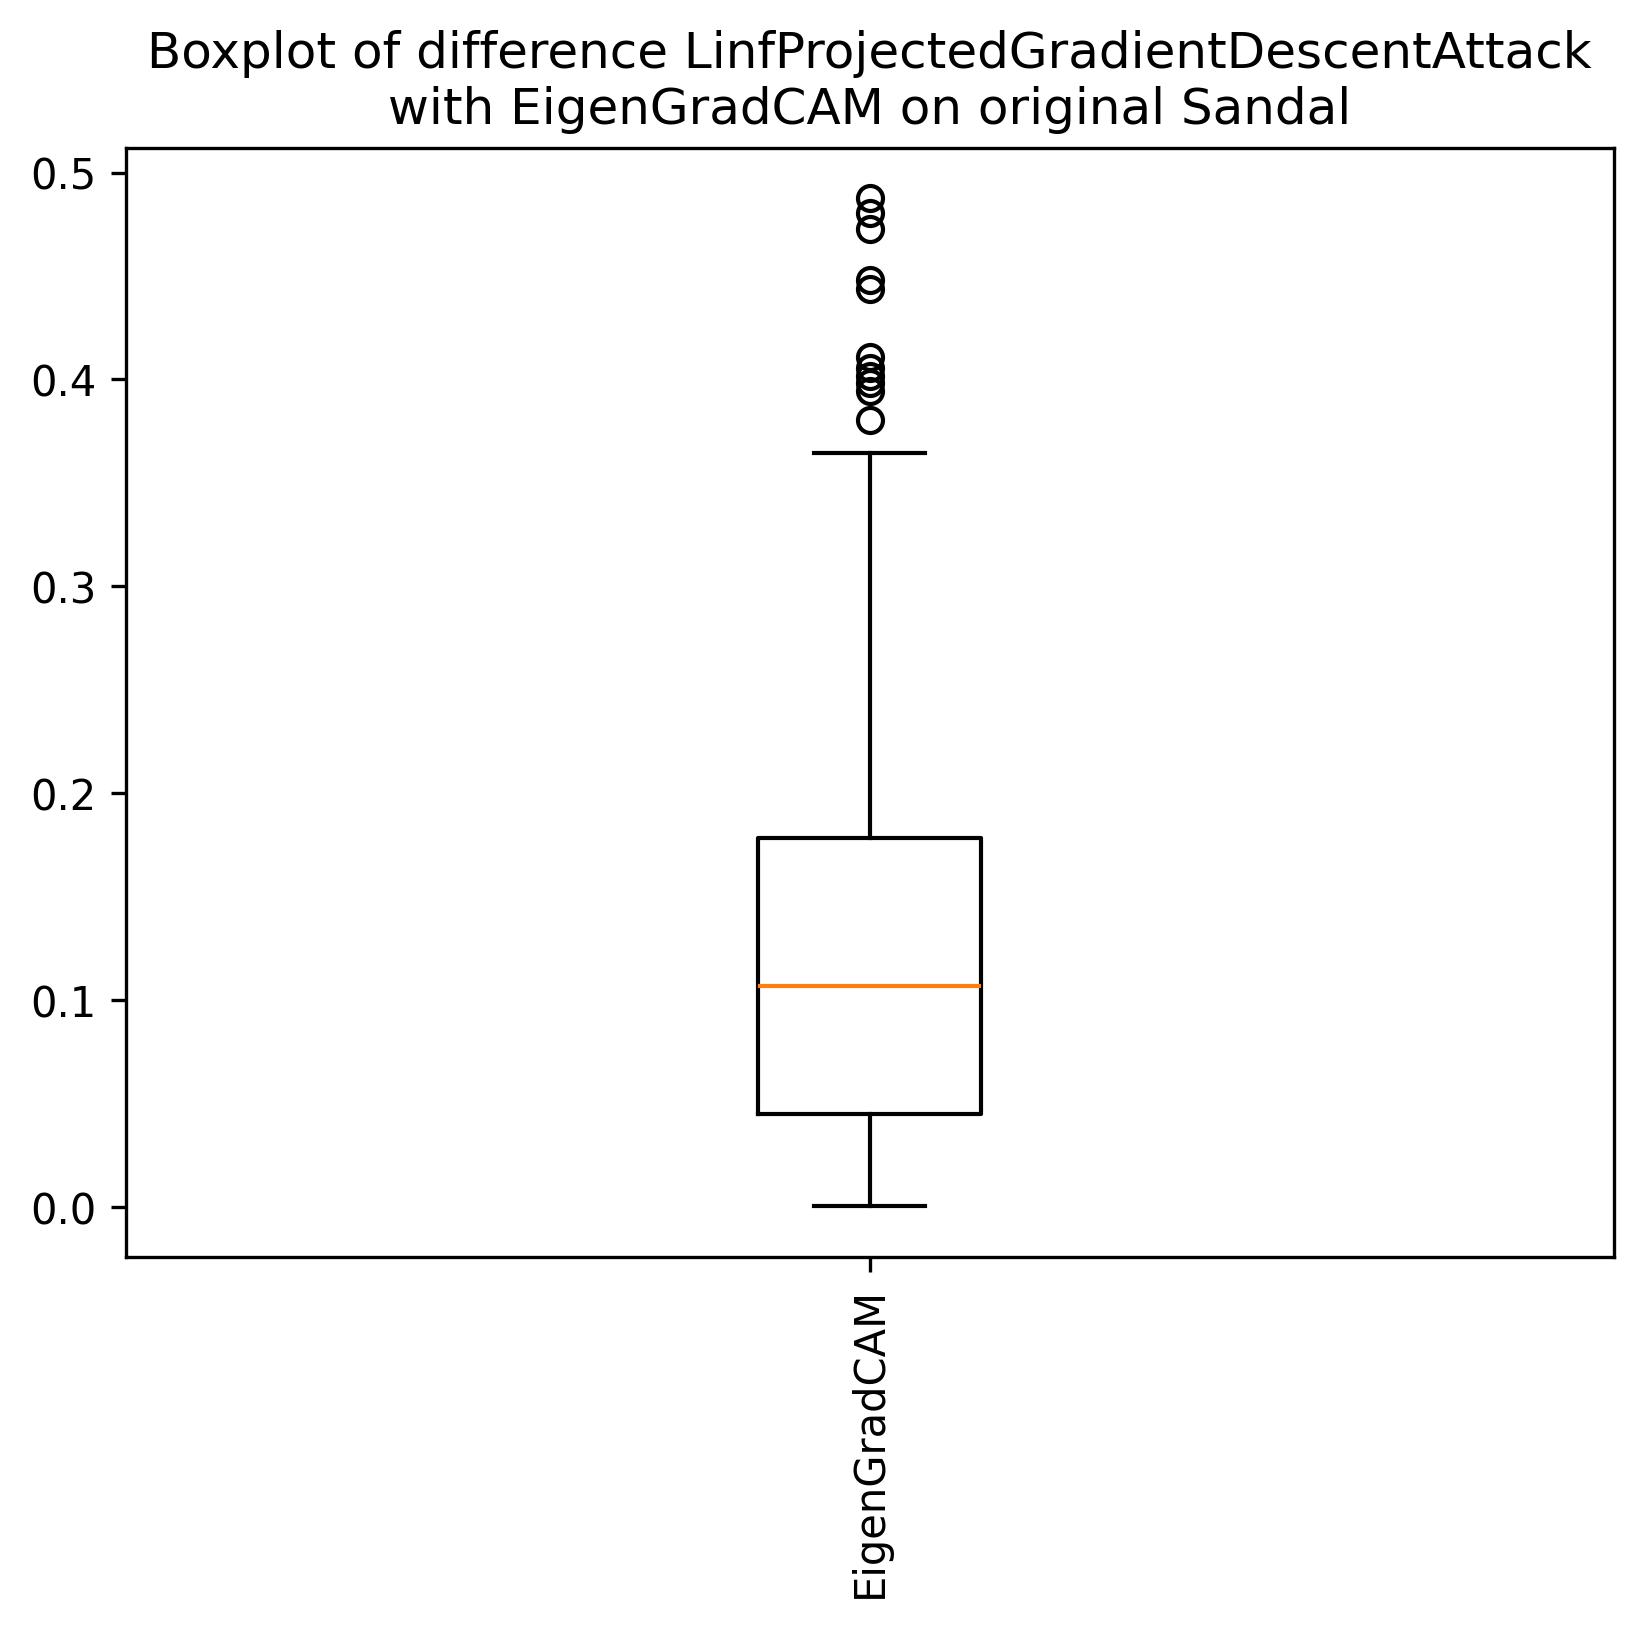 Boxplot of difference LinfProjectedGradientDescentAttack
with EigenGradCAM on original Sandal
0.5
0.4
0.3
0.2
0.1
0.0
EigenGradCAM